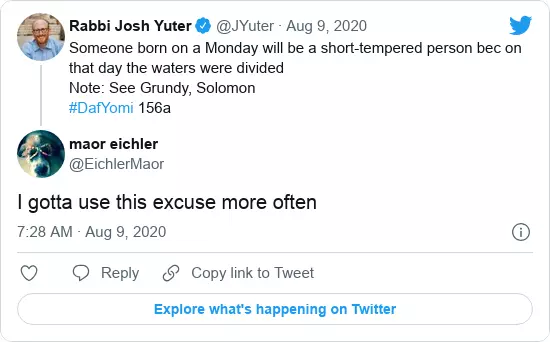 Rabbi Josh Yuter @JYuter · Aug 9, 2020
Someone born on a Monday will be a short-tempered person bec on
that day the waters were divided
Note: See Grundy, Solomon
#DafYomi 156a
maor eichler
@EichlerMaor
I gotta use this excuse more often
7:28 AM · Aug 9, 2020
Reply Copy link to Tweet
Explore what's happening on Twitter